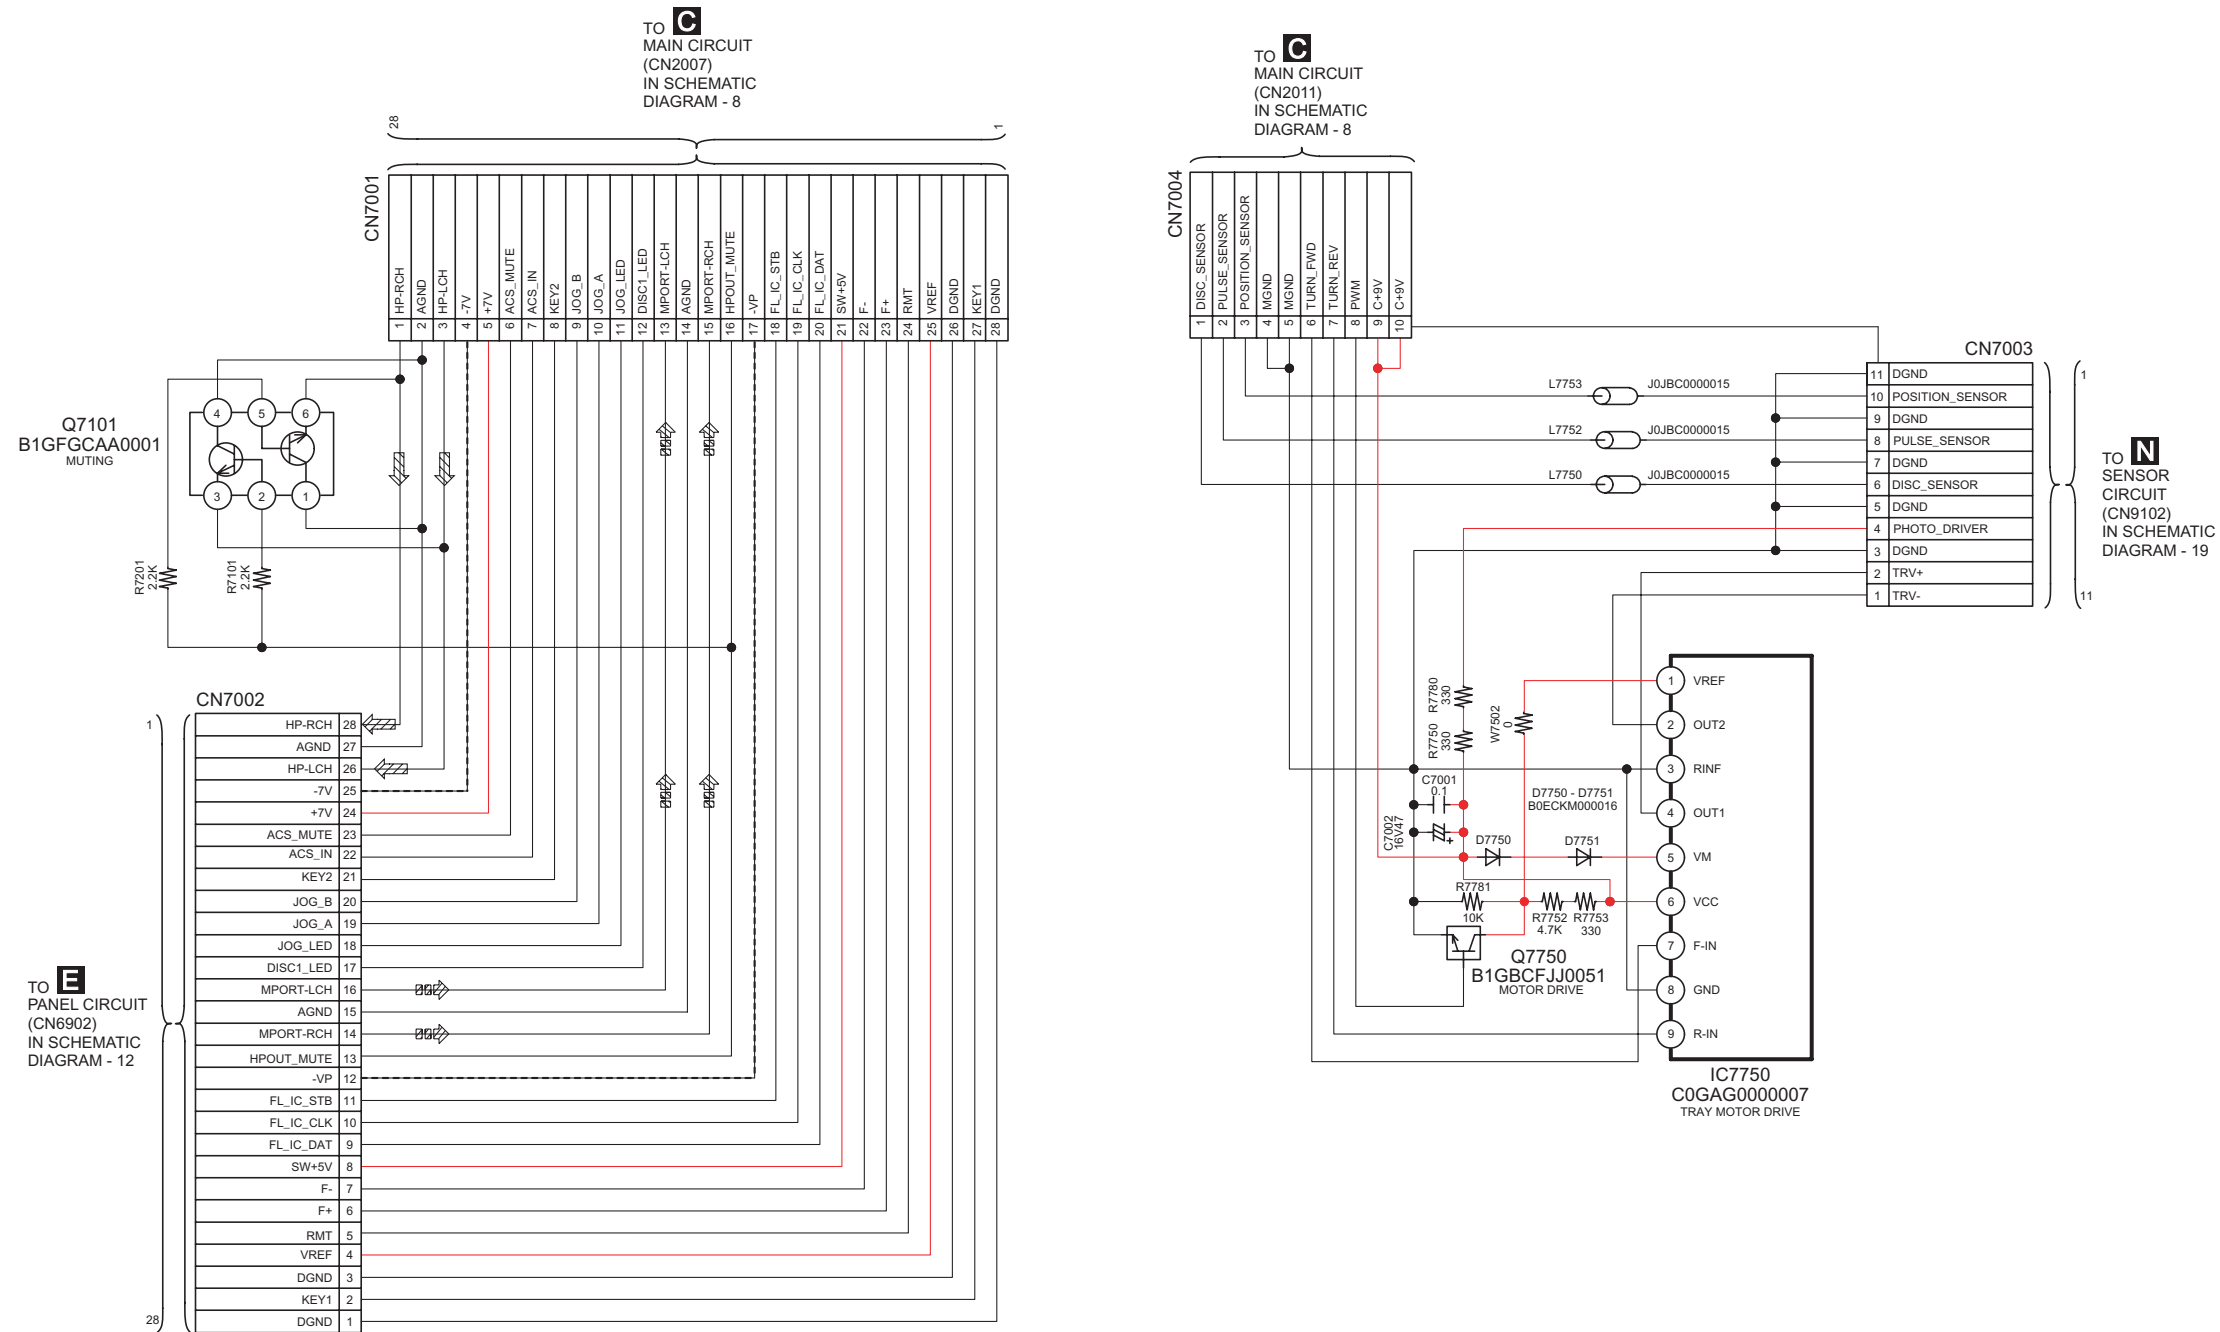 TO C
MAIN CIRCUIT
(CN2007)
IN SCHEMATIC
DIAGRAM - 8
28
1
CN7001
HP-RCH
AGND
HP-LCH
-7V
+7V
ACS_MUTE
ACS_IN
KEY2
JOG_B
JOG_A
JOG_LED
DISC1_LED
MPORT-LCH
AGND
MPORT-RCH
HPOUT_MUTE
-VP
FL_IC_STB
FL_IC_CLK
FL_IC_DAT
SW+5V
F-
F+
RMT
VREF
DGND
KEY1
DGND
1 2 3 4 5 6 7 8 9 10 11 12 13 14 15 16 17 18 19 20 21 22 23 24 25 26 27 28
Q7101
B1GFGCAA0001
MUTING
4 5 6
3 2 1
R7201
2.2K
R7101
2.2K
CN7002
1
HP-RCH 28
AGND 27
HP-LCH 26
-7V 25
+7V 24
ACS_MUTE 23
ACS_IN 22
KEY2 21
JOG_B 20
JOG_A 19
JOG_LED 18
DISC1_LED 17
MPORT-LCH 16
AGND 15
MPORT-RCH 14
HPOUT_MUTE 13
-VP 12
FL_IC_STB 11
FL_IC_CLK 10
FL_IC_DAT 9
SW+5V 8
F- 7
F+ 6
RMT 5
VREF 4
DGND 3
KEY1 2
DGND 1
28
TO E
PANEL CIRCUIT
(CN6902)
IN SCHEMATIC
DIAGRAM - 12
TO C
MAIN CIRCUIT
(CN2011)
IN SCHEMATIC
DIAGRAM - 8
CN7004
DISC_SENSOR
PULSE_SENSOR
POSITION_SENSOR
MGND
MGND
TURN_FWD
TURN_REV
PWM
C+9V
C+9V
1 2 3 4 5 6 7 8 9 10
CN7003
11 DGND
10 POSITION_SENSOR
9 DGND
8 PULSE_SENSOR
7 DGND
6 DISC_SENSOR
5 DGND
4 PHOTO_DRIVER
3 DGND
2 TRV+
1 TRV-
1
11
TO N
SENSOR
CIRCUIT
(CN9102)
IN SCHEMATIC
DIAGRAM - 19
L7753 J0JBC0000015
L7752 J0JBC0000015
L7750 J0JBC0000015
R7780
330
R7750
330
W7502
0
C7001
0.1
C7002
16V47
+
D7750 - D7751
B0ECKM000016
D7750
D7751
R7781
10K
R7752
4.7K
R7753
330
Q7750
B1GBCFJJ0051
MOTOR DRIVE
1 VREF
2 OUT2
3 RINF
4 OUT1
5 VM
6 VCC
7 F-IN
8 GND
9 R-IN
IC7750
C0GAG0000007
TRAY MOTOR DRIVE